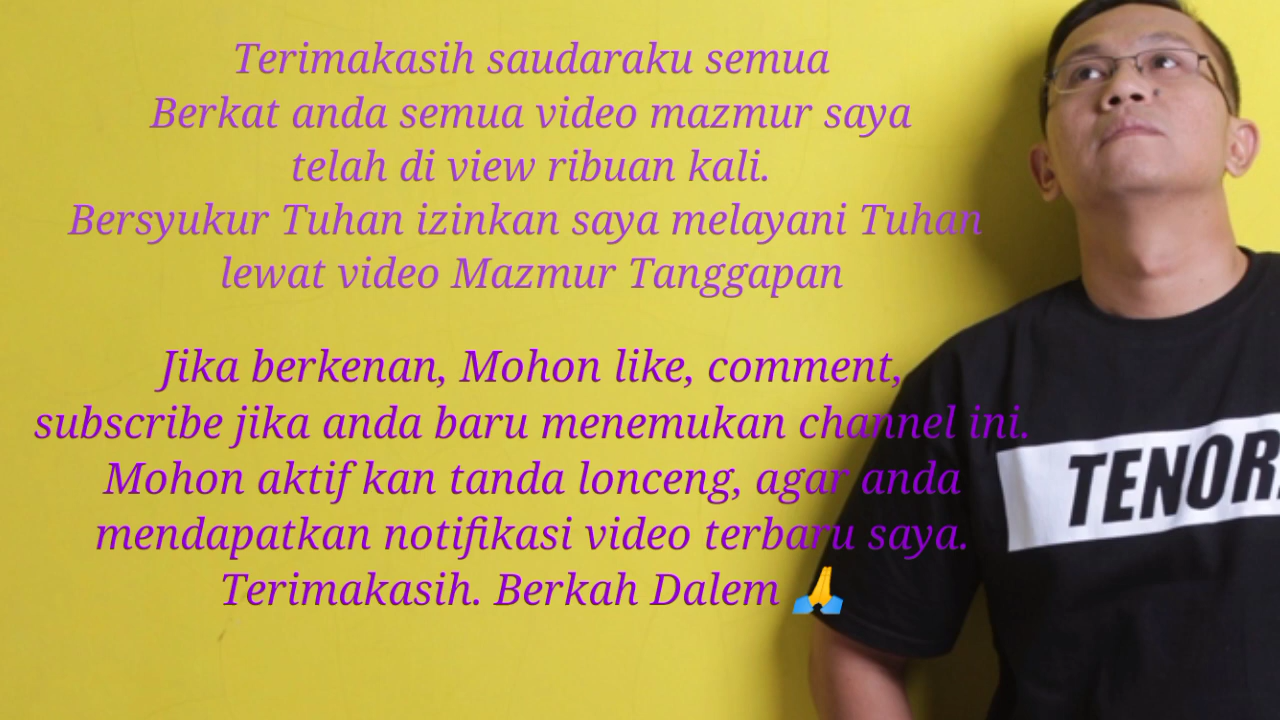 Terimakasih saudaraku semua
Berkat anda semua video mazmur saya
telah di view ribuan kali.
Bersyukur Tuhan izinkan saya melayani Tuhan
lewat video Mazmur Tanggapan
Jika berkenan, Mohon like, comment,
subscribe jika anda baru menemukan channel ini.
Mohon aktif kan tanda lonceng, agar anda
mendapatkan notifikasi video terbaru saya.
Terimakasih. Berkah Dalem 🙏
TENOR